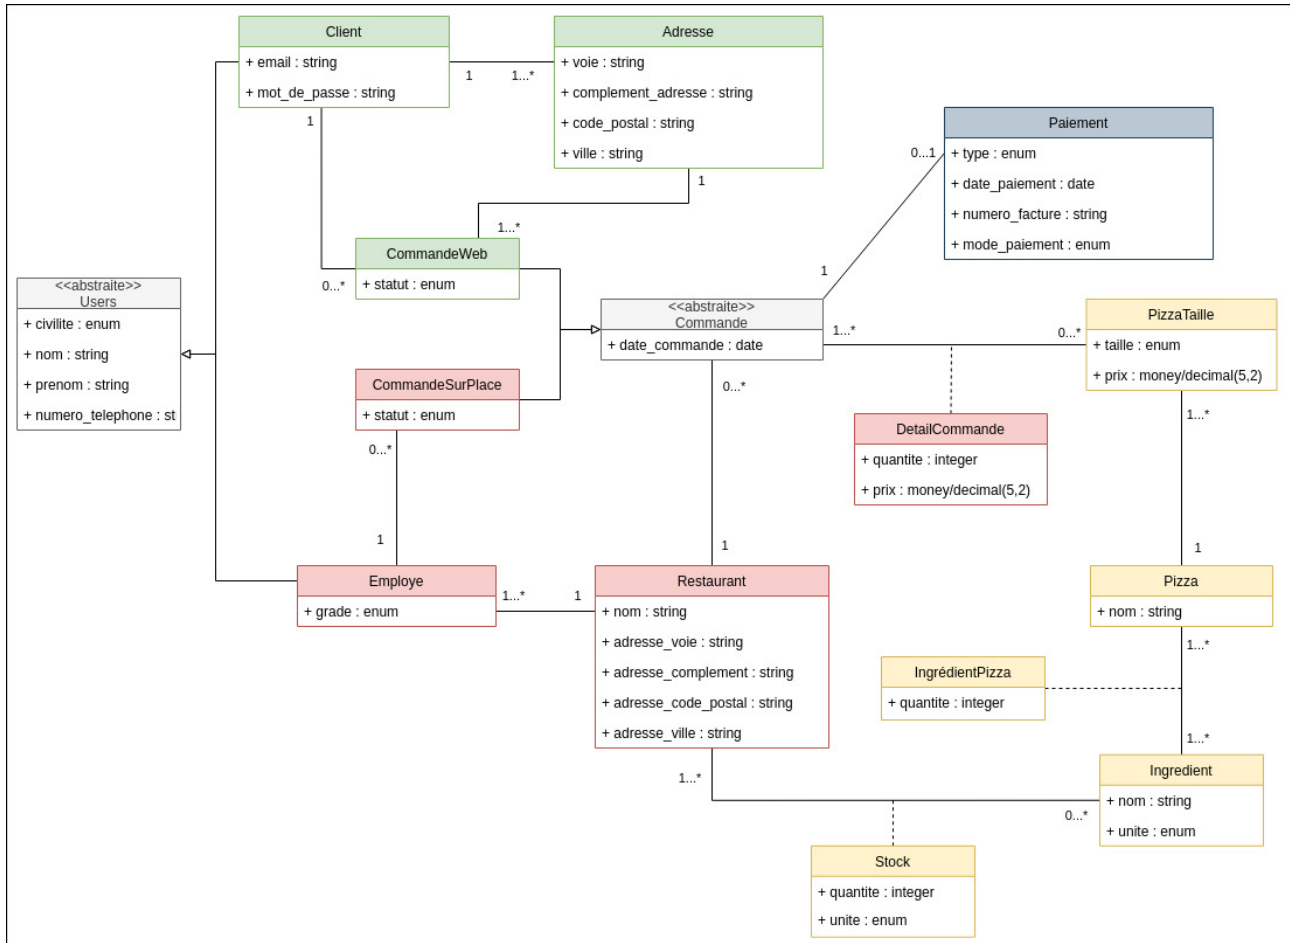 Client
+ email : string
+ mot_de_passe : string
1
1...*
Adresse
+ voie : string
+ complement_adresse : string
+ code_postal : string
+ ville : string
1
1
1...*
0...*
CommandeWeb
+ statut : enum
Paiement
+ type : enum
+ date_paiement : date
+ numero_facture : string
+ mode_paiement : enum
0...1
1
<<abstraite>>
Users
+ civilite : enum
+ nom : string
+ prenom : string
+ numero_telephone : st
<<abstraite>>
Commande
+ date_commande : date
1...*
0...*
0...*
PizzaTaille
+ taille : enum
+ prix : money/decimal(5,2)
1...*
CommandeSurPlace
+ statut : enum
0...*
1
DetailCommande
+ quantite : integer
+ prix : money/decimal(5,2)
1
1
Employe
+ grade : enum
1...*
1
Restaurant
+ nom : string
+ adresse_voie : string
+ adresse_complement : string
+ adresse_code_postal : string
+ adresse_ville : string
1...*
Pizza
+ nom : string
1...*
IngrédientPizza
+ quantite : integer
1...*
Ingredient
+ nom : string
+ unite : enum
0...*
Stock
+ quantite : integer
+ unite : enum